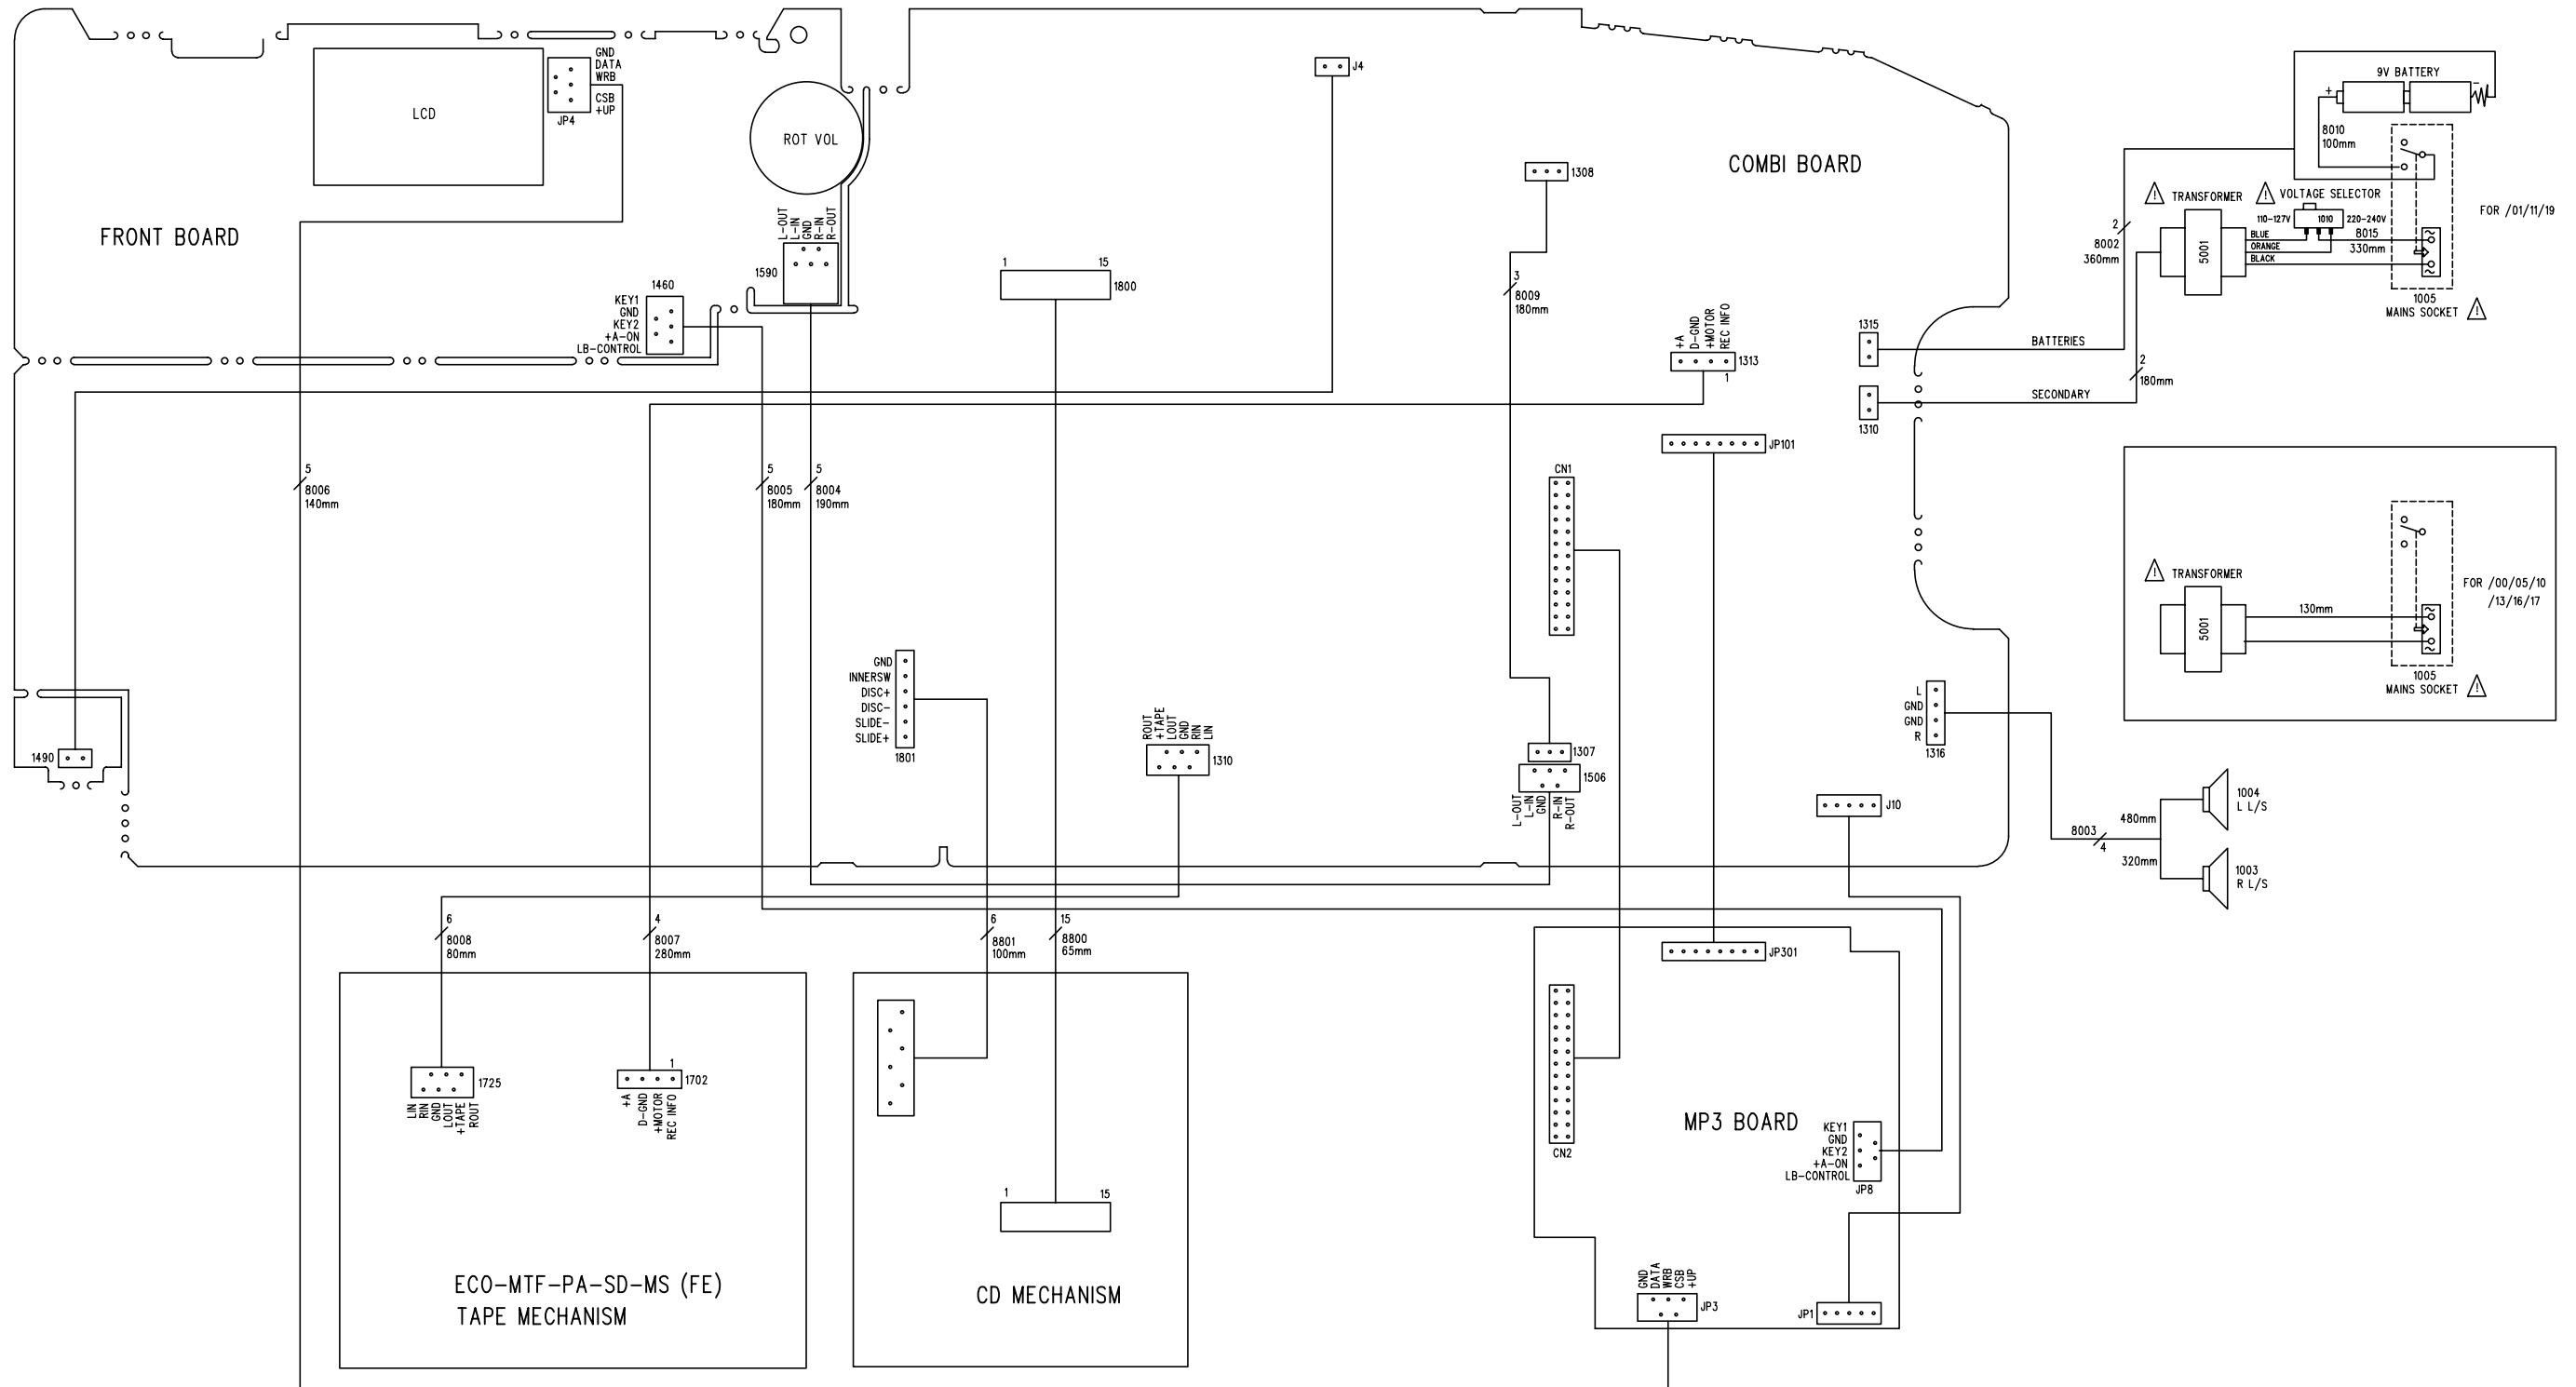 GND
DATA
WRB
CSB
+UP
JP4
LCD
ROT VOL
FRONT BOARD
L-OUT
L-IN
GND
R-IN
R-OUT
1590
1460
KEY1
GND
KEY2
+A-ON
LB-CONTROL
J4
1 15
1800
1308
COMBI BOARD
3
8009
180mm
+A
D-GND
+MOTOR
REC INFO
1313
1
1315
BATTERIES
1310
SECONDARY
2
8002
360mm
2
180mm
9V BATTERY
+ -
8010
100mm
! TRANSFORMER
! VOLTAGE SELECTOR
110-127V 1010 220-240V
BLUE
ORANGE
BLACK
8015
330mm
5001
1005
MAINS SOCKET !
FOR /01/11/19
! TRANSFORMER
5001
130mm
FOR /00/05/10
/13/16/17
1005
MAINS SOCKET !
5
8006
140mm
5
8005
180mm
5
8004
190mm
JP101
CN1
GND
INNERSW
DISC+
DISC-
SLIDE-
SLIDE+
1801
ROUT
+TAPE
LOUT
GND
RIN
LIN
1310
1307
1506
L-OUT
L-IN
GND
R-IN
R-OUT
L
GND
GND
R
1316
J10
1490
8003
4
480mm
320mm
1004
L L/S
1003
R L/S
6
8008
80mm
4
8007
280mm
6
8801
100mm
15
8800
65mm
JP301
1725
LIN
RIN
GND
LOUT
+TAPE
ROUT
1
1702
+A
D-GND
+MOTOR
REC INFO
ECO-MTF-PA-SD-MS (FE)
TAPE MECHANISM
1 15
CD MECHANISM
CN2
MP3 BOARD
KEY1
GND
KEY2
+A-ON
LB-CONTROL
JP8
GND
DATA
WRB
CSB
+UP
JP3
JP1